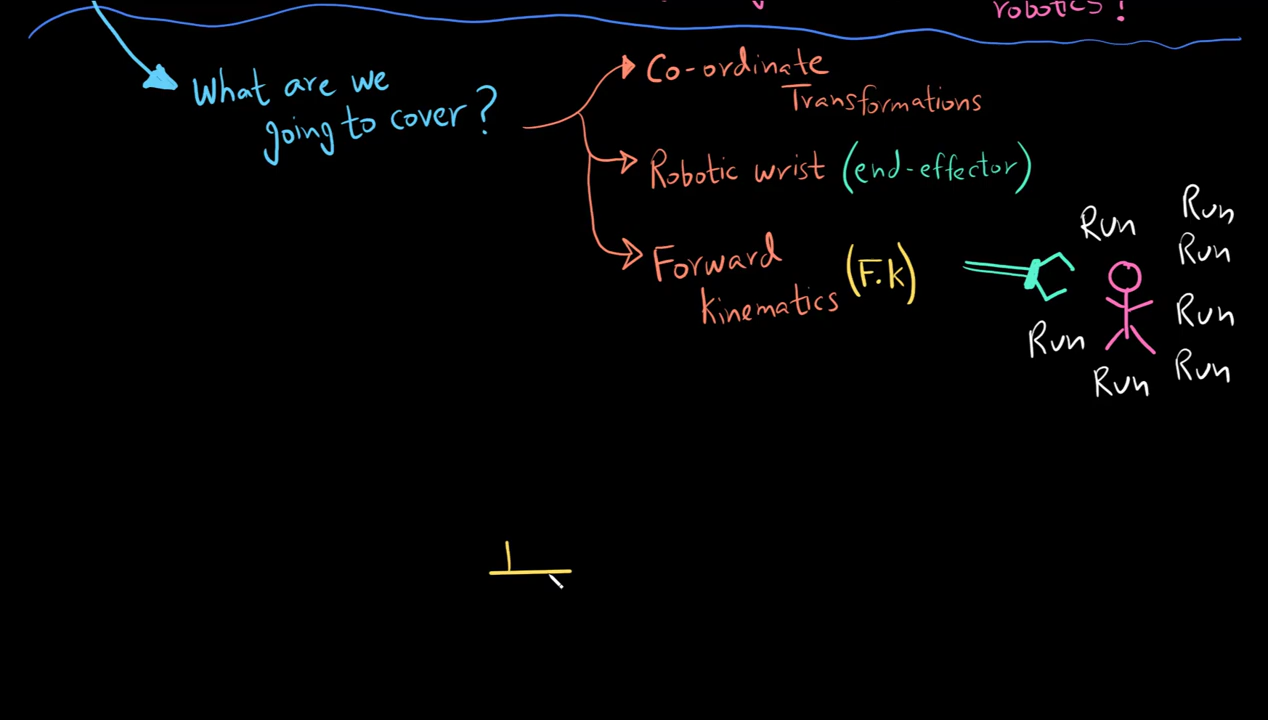 robotics!
What are we
going to cover?
Co-ordinate
Transformations
Robotic wrist (end-effector)
Forward
kinematics (F.k)
Run
Run
Run
Run
Run
Run
Run